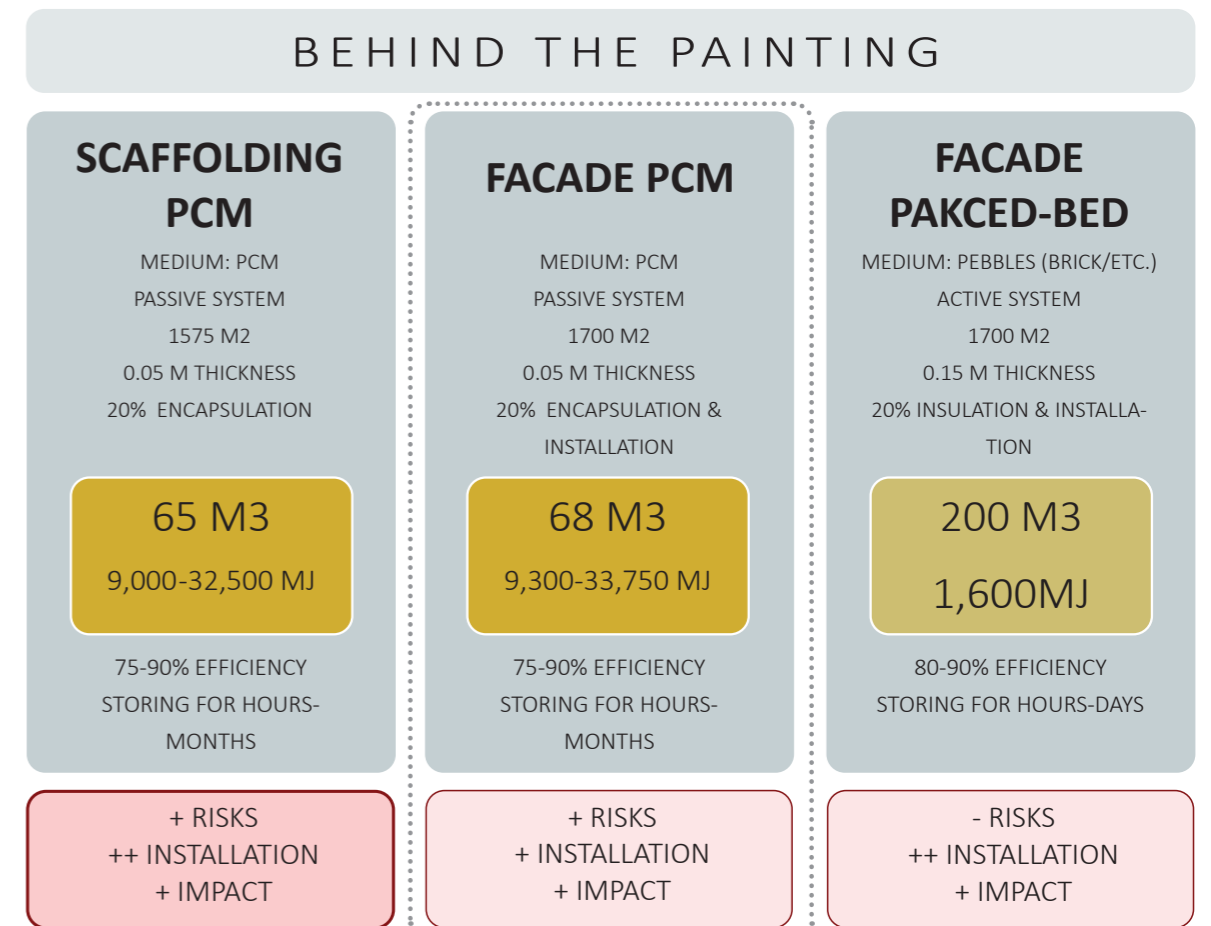 BEHIND THE PAINTING
SCAFFOLDING
PCM
MEDIUM: PCM
PASSIVE SYSTEM
1575 M2
0.05 M THICKNESS
20% ENCAPSULATION
65 M3
9,000-32,500 MJ
75-90% EFFICIENCY
STORING FOR HOURS-
MONTHS
+ RISKS
++ INSTALLATION
+ IMPACT
FACADE PCM
MEDIUM: PCM
PASSIVE SYSTEM
1700 M2
0.05 M THICKNESS
20% ENCAPSULATION &
INSTALLATION
68 M3
9,300-33,750 MJ
75-90% EFFICIENCY
STORING FOR HOURS-
MONTHS
+ RISKS
+ INSTALLATION
+ IMPACT
FACADE
PAKCED-BED
MEDIUM: PEBBLES (BRICK/ETC.)
ACTIVE SYSTEM
1700 M2
0.15 M THICKNESS
20% INSULATION & INSTALLA-
TION
200 M3
1,600MJ
80-90% EFFICIENCY
STORING FOR HOURS-DAYS
- RISKS
++ INSTALLATION
+ IMPACT